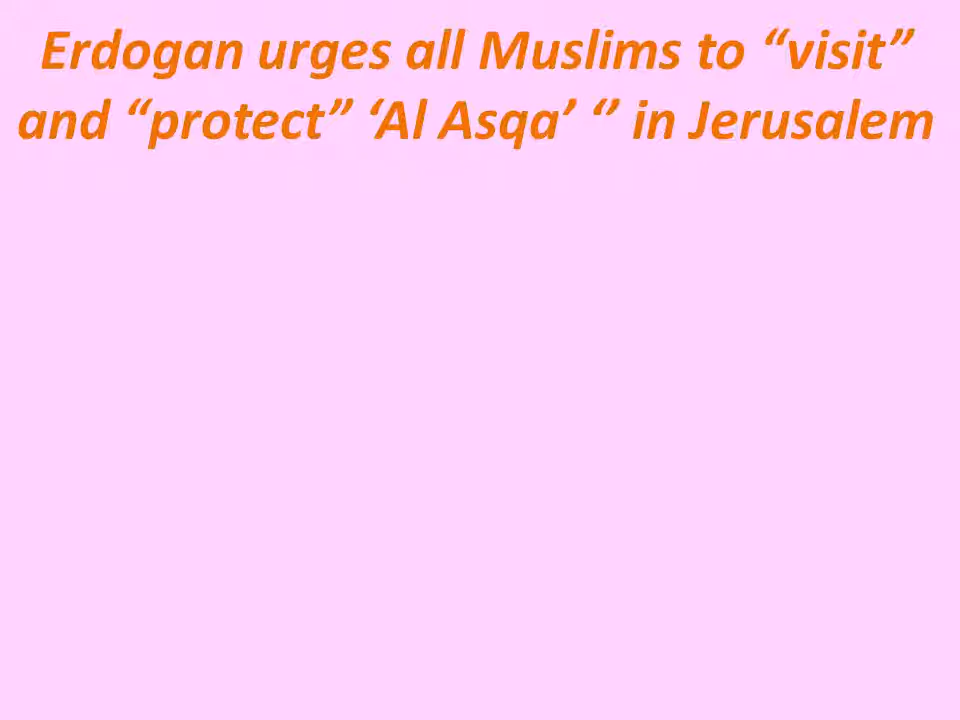 Erdogan urges all Muslims to “visit”
and “protect” ‘Al Asqa’ ‘’ in Jerusalem